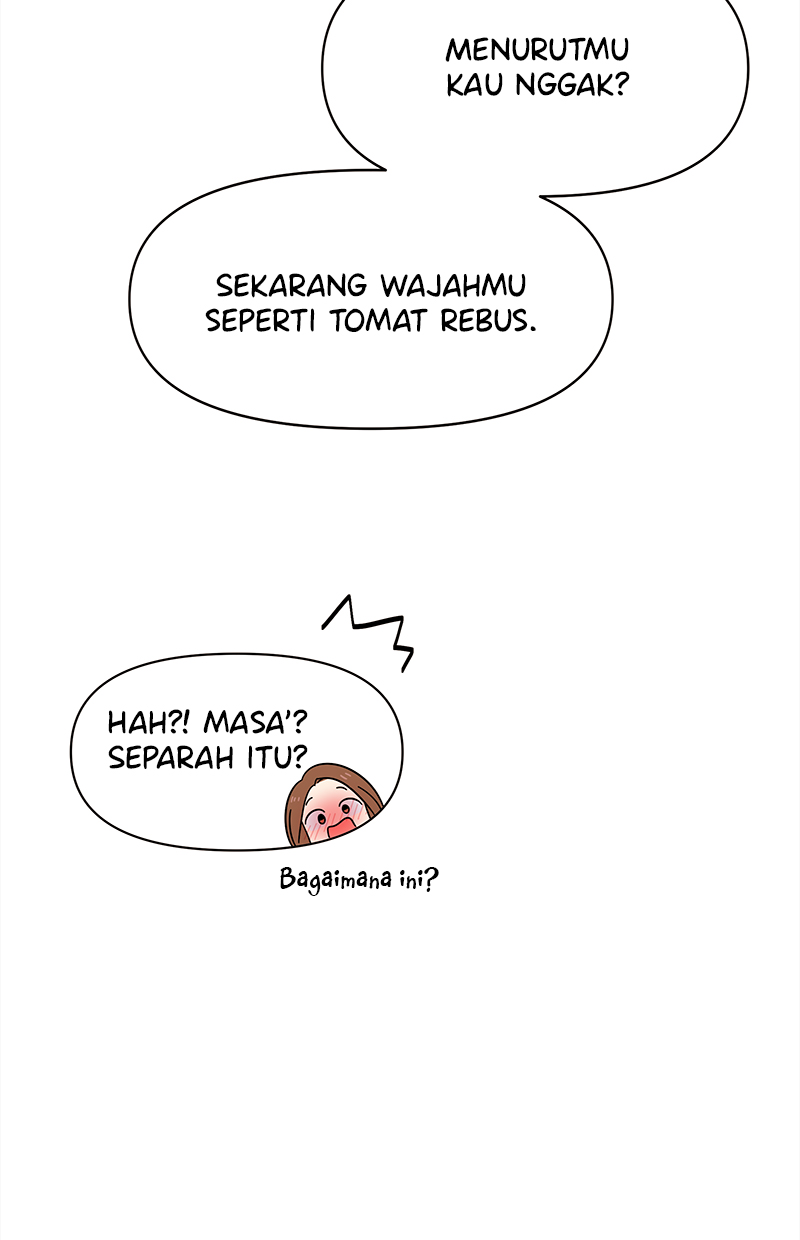 MENURUTMU
KAU NGGAK?
SEKARANG WAJAHMU
SEPERTI TOMAT REBUS.
HAH?! MASA'?
SEPARAH ITU?
Bagaimana ini?